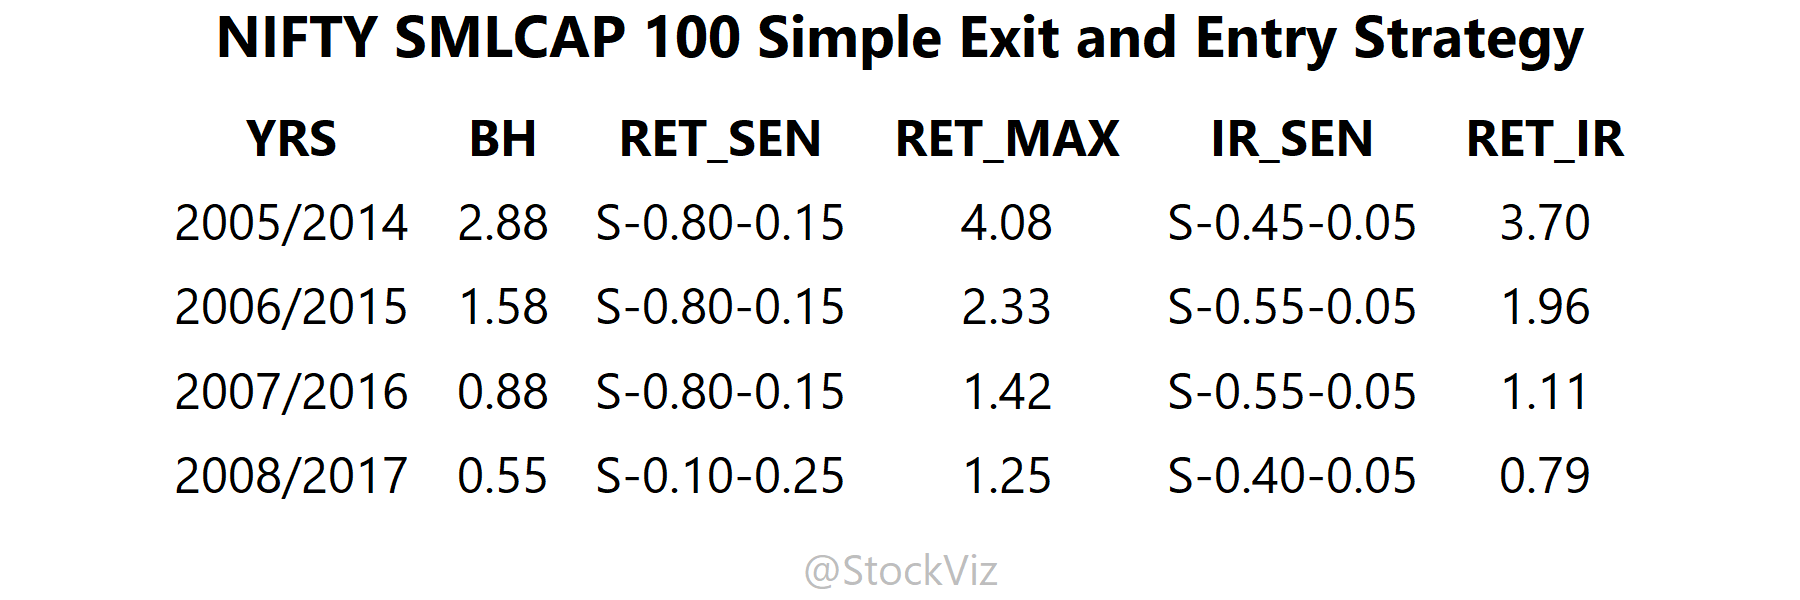 NIFTY SMLCAP 100 Simple Exit and Entry Strategy
YRS BH RET_SEN RET_MAX IR_SEN RET_IR
2005/2014 2.88 S-0.80-0.15 4.08 S-0.45-0.05 3.70
2006/2015 1.58 S-0.80-0.15 2.33 S-0.55-0.05 1.96
2007/2016 0.88 S-0.80-0.15 1.42 S-0.55-0.05 1.11
2008/2017 0.55 S-0.10-0.25 1.25 S-0.40-0.05 0.79
@StockViz